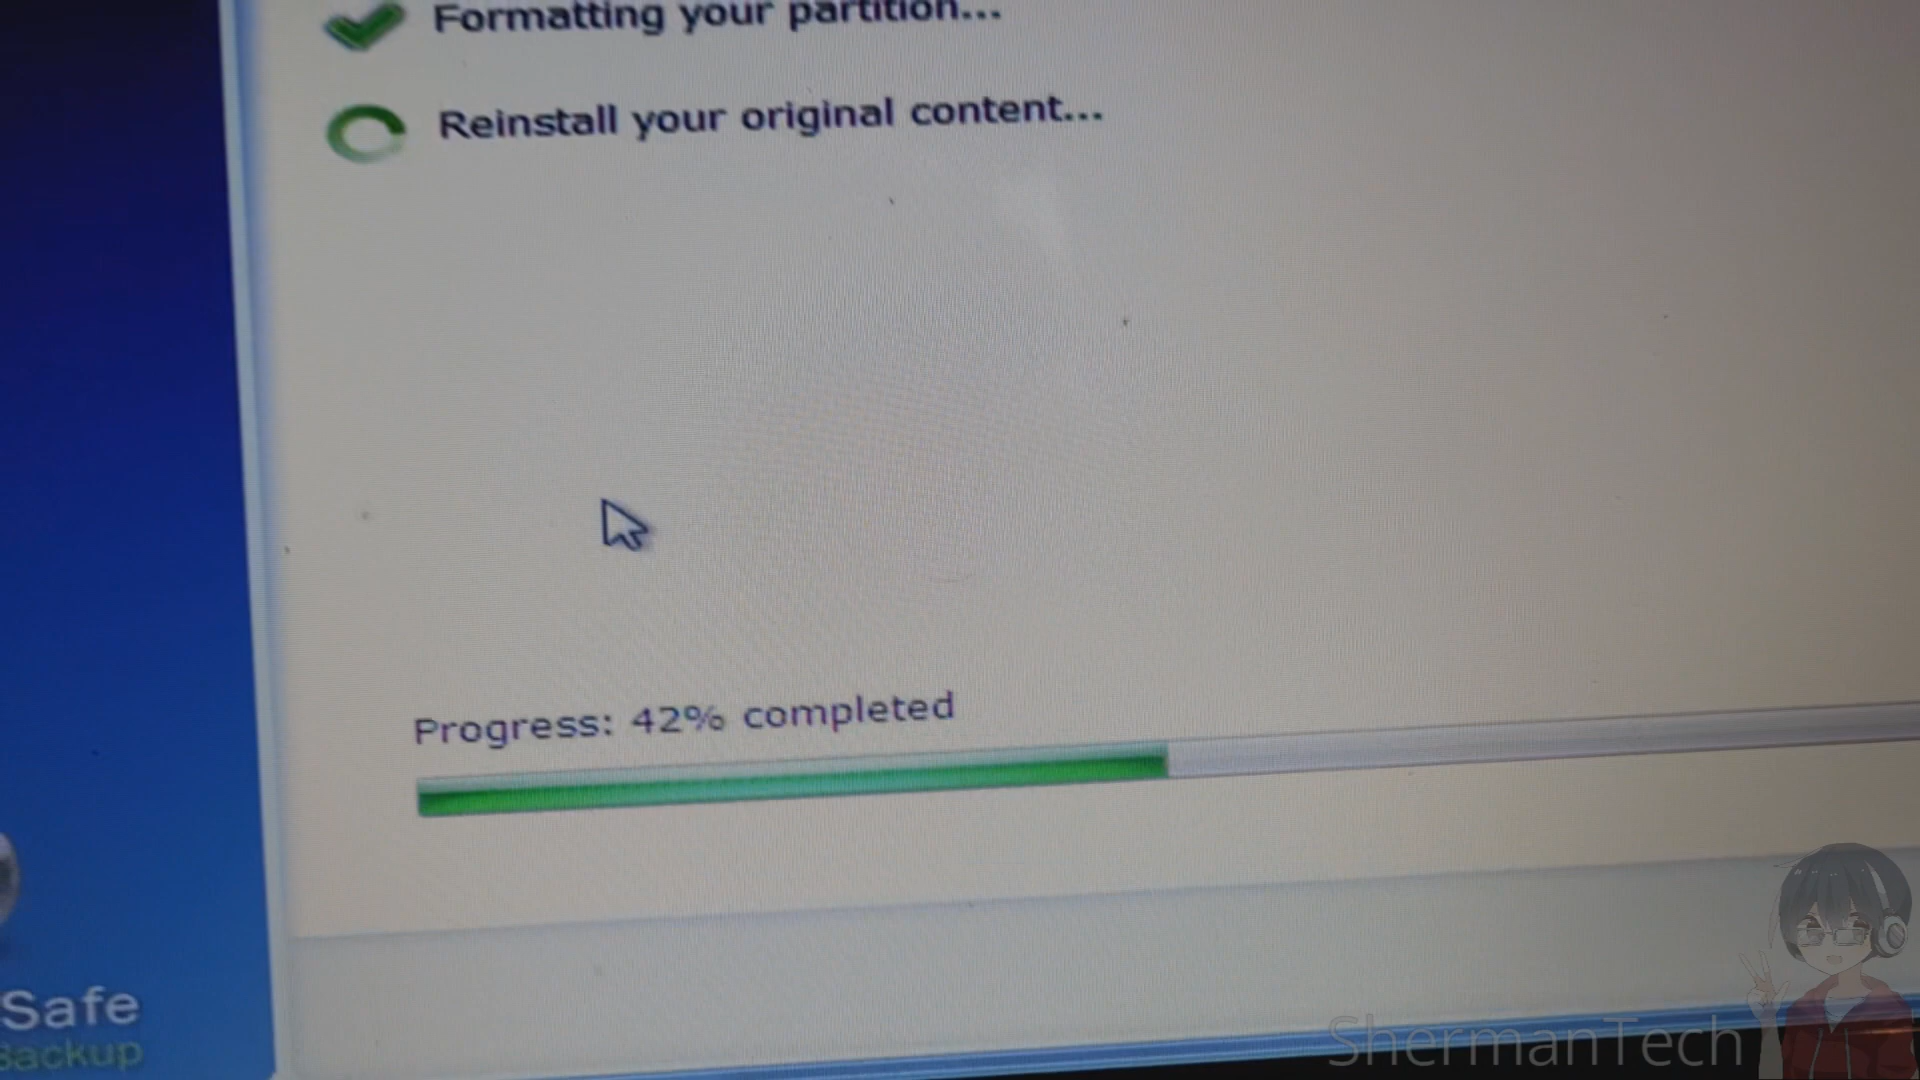 Formatting your partition...
Reinstall your original content...
Progress: 42% completed
Safe
Backup
ShermanTech